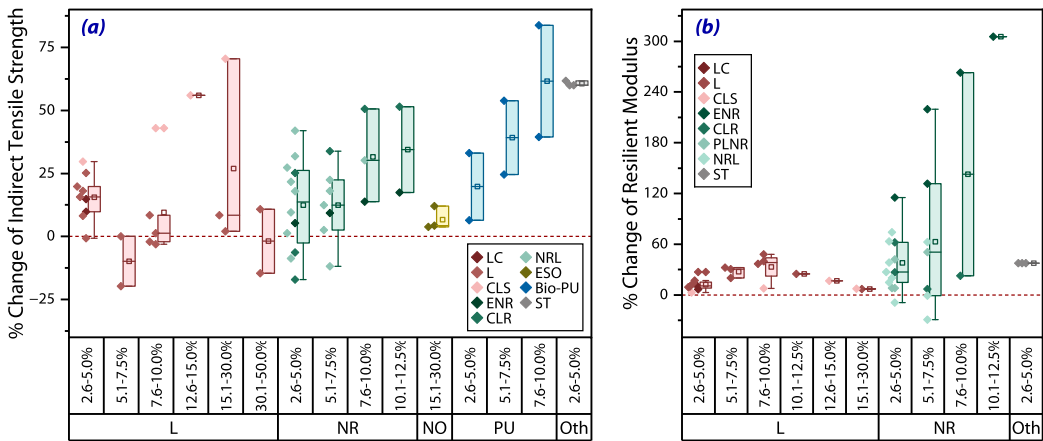 (a)
% Change of Indirect Tensile Strength
75
50
25
0
−25
LC
L
CLS
ENR
CLR
NRL
ESO
Bio-PU
ST
2.6-5.0%
5.1-7.5%
7.6-10.0%
12.6-15.0%
15.1-30.0%
30.1-50.0%
2.6-5.0%
5.1-7.5%
7.6-10.0%
10.1-12.5%
15.1-30.0%
2.6-5.0%
5.1-7.5%
7.6-10.0%
2.6-5.0%
L
NR
NO
PU
Oth
(b)
% Change of Resilient Modulus
300
240
180
120
60
0
LC
L
CLS
ENR
CLR
PLNR
NRL
ST
2.6-5.0%
5.1-7.5%
7.6-10.0%
10.1-12.5%
12.6-15.0%
15.1-30.0%
2.6-5.0%
5.1-7.5%
7.6-10.0%
10.1-12.5%
2.6-5.0%
L
NR
Oth